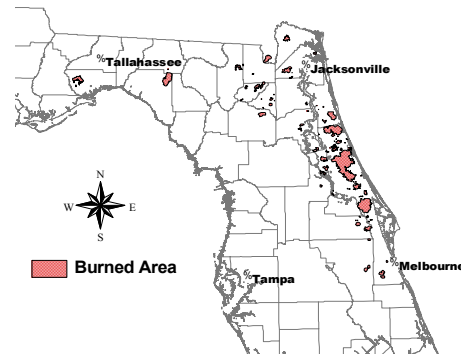 %Tallahassee
%
Jacksonville
N
W E
S
Burned Area
%
Melbourne
%
Tampa